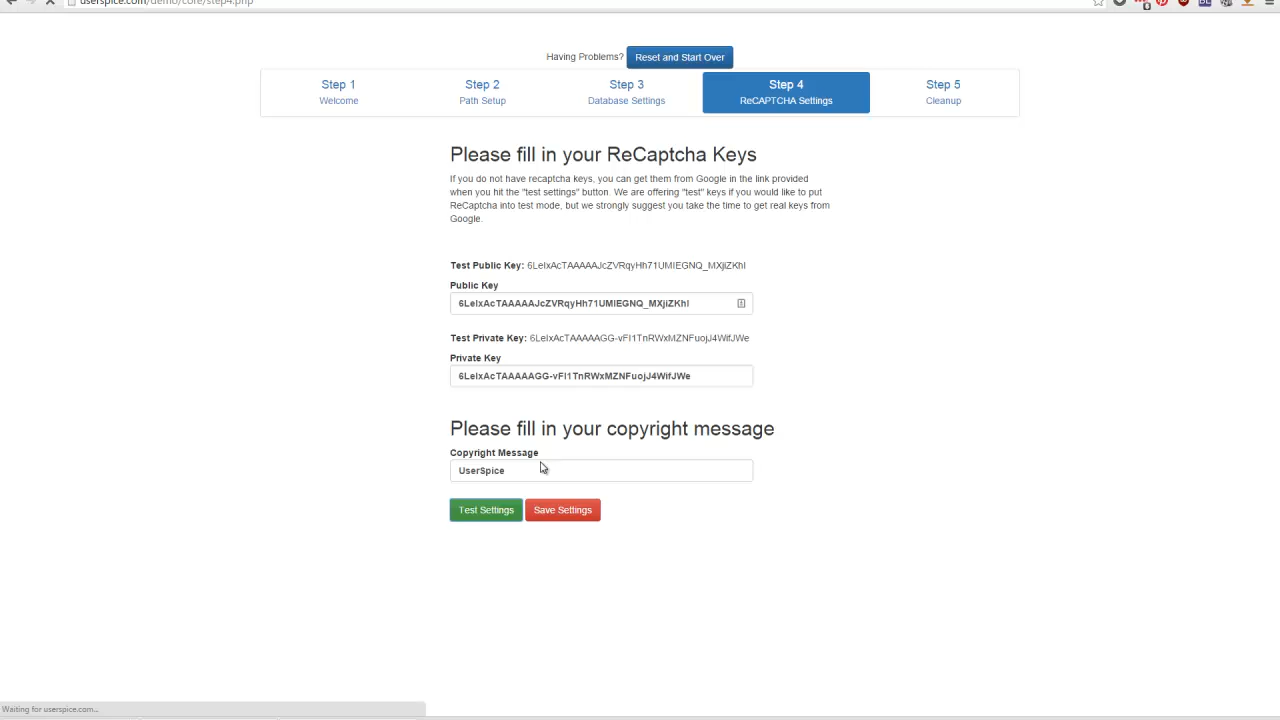 userspice.com/demo/core/step4.php
Having Problems? Reset and Start Over
Step 1 Step 2 Step 3 Step 4 Step 5
Welcome Path Setup Database Settings ReCAPTCHA Settings Cleanup
Please fill in your ReCaptcha Keys
If you do not have recaptcha keys, you can get them from Google in the link provided
when you hit the "test settings" button. We are offering "test" keys if you would like to put
ReCaptcha into test mode, but we strongly suggest you take the time to get real keys from
Google.
Test Public Key: 6LeIxAcTAAAAAJcZVRqyHh71UMIEGNQ_MXjiZKhI
Public Key
6LeIxAcTAAAAAJcZVRqyHh71UMIEGNQ_MXjiZKhI
Test Private Key: 6LeIxAcTAAAAAGG-vFI1TnRWxMZNFuojJ4WifJWe
Private Key
6LeIxAcTAAAAAGG-vFI1TnRWxMZNFuojJ4WifJWe
Please fill in your copyright message
Copyright Message
UserSpice
Test Settings Save Settings
Waiting for userspice.com...